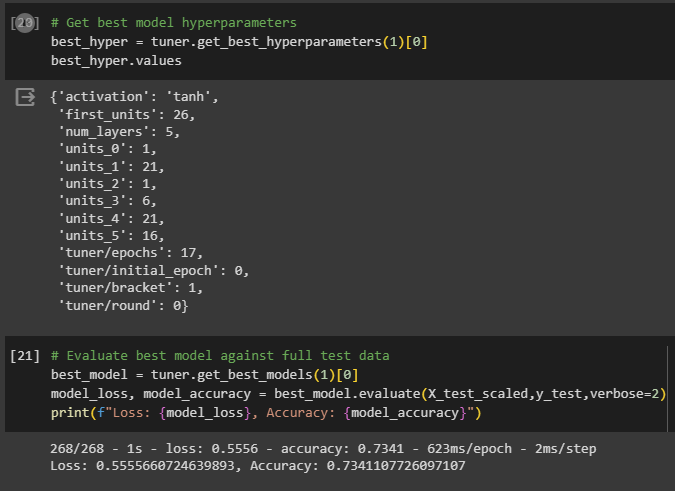 [20] # Get best model hyperparameters
best_hyper = tuner.get_best_hyperparameters(1)[0]
best_hyper.values
{'activation': 'tanh',
'first_units': 26,
'num_layers': 5,
'units_0': 1,
'units_1': 21,
'units_2': 1,
'units_3': 6,
'units_4': 21,
'units_5': 16,
'tuner/epochs': 17,
'tuner/initial_epoch': 0,
'tuner/bracket': 1,
'tuner/round': 0}
[21] # Evaluate best model against full test data
best_model = tuner.get_best_models(1)[0]
model_loss, model_accuracy = best_model.evaluate(X_test_scaled,y_test,verbose=2)
print(f"Loss: {model_loss}, Accuracy: {model_accuracy}")
268/268 - 1s - loss: 0.5556 - accuracy: 0.7341 - 623ms/epoch - 2ms/step
Loss: 0.5555660724639893, Accuracy: 0.7341107726097107